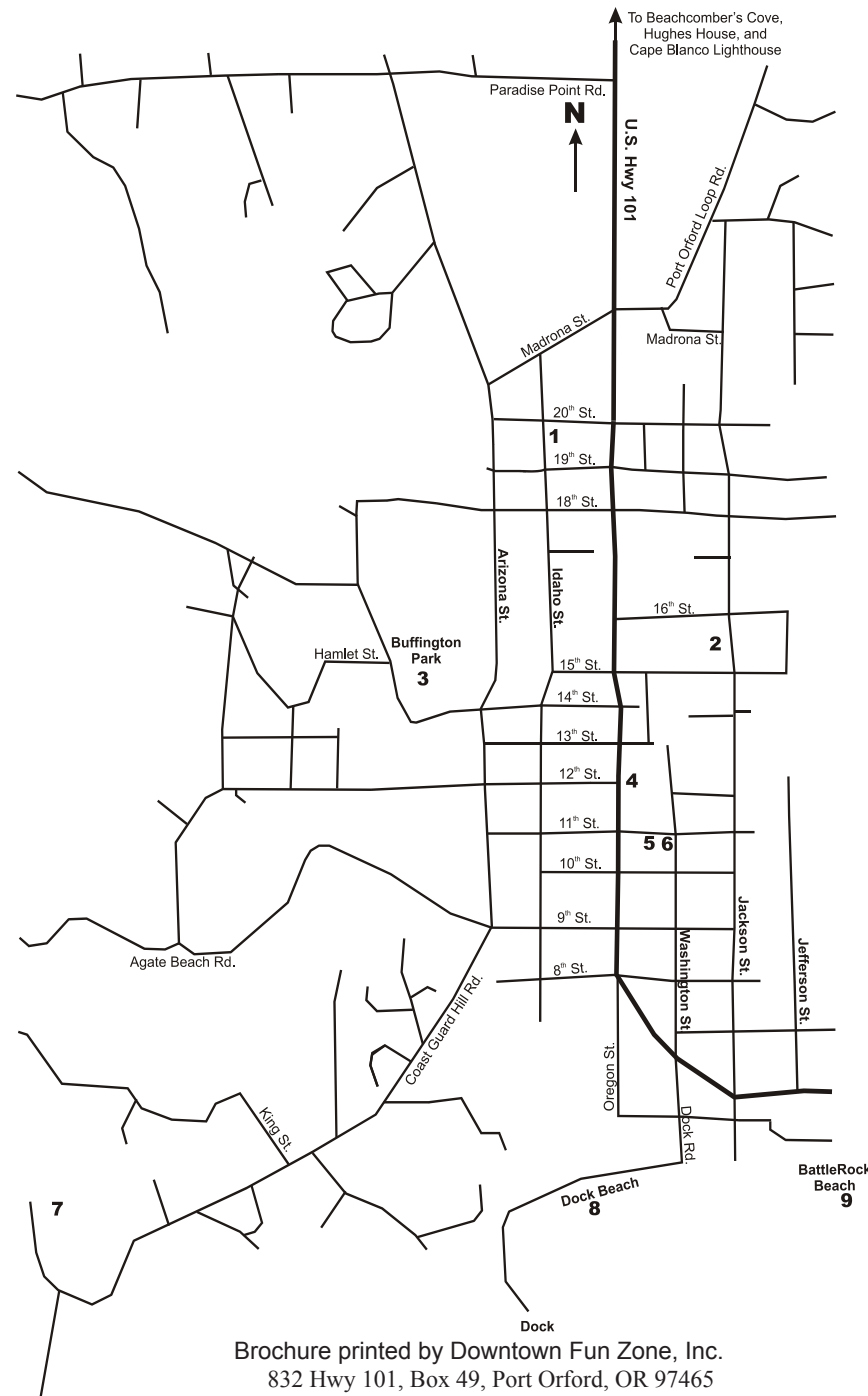 To Beachcomber's Cove,
Hughes House, and
Cape Blanco Lighthouse
Paradise Point Rd.
N
U.S. Hwy 101
Port Orford Loop Rd.
Madrona St.
Madrona St.
20th St.
1
19th St.
18th St.
Arizona St.
Idaho St.
16th St.
2
Buffington
Park
3
Hamlet St.
15th St.
14th St.
13th St.
12th St.
4
11th St.
5 6
10th St.
9th St.
Jackson St.
Washington St
Jefferson St.
Agate Beach Rd.
8th St.
Coast Guard Hill Rd.
Oregon St.
King St.
Dock Rd.
BattleRock
Beach
9
7
Dock Beach
8
Dock
Brochure printed by Downtown Fun Zone, Inc.
832 Hwy 101, Box 49, Port Orford, OR 97465